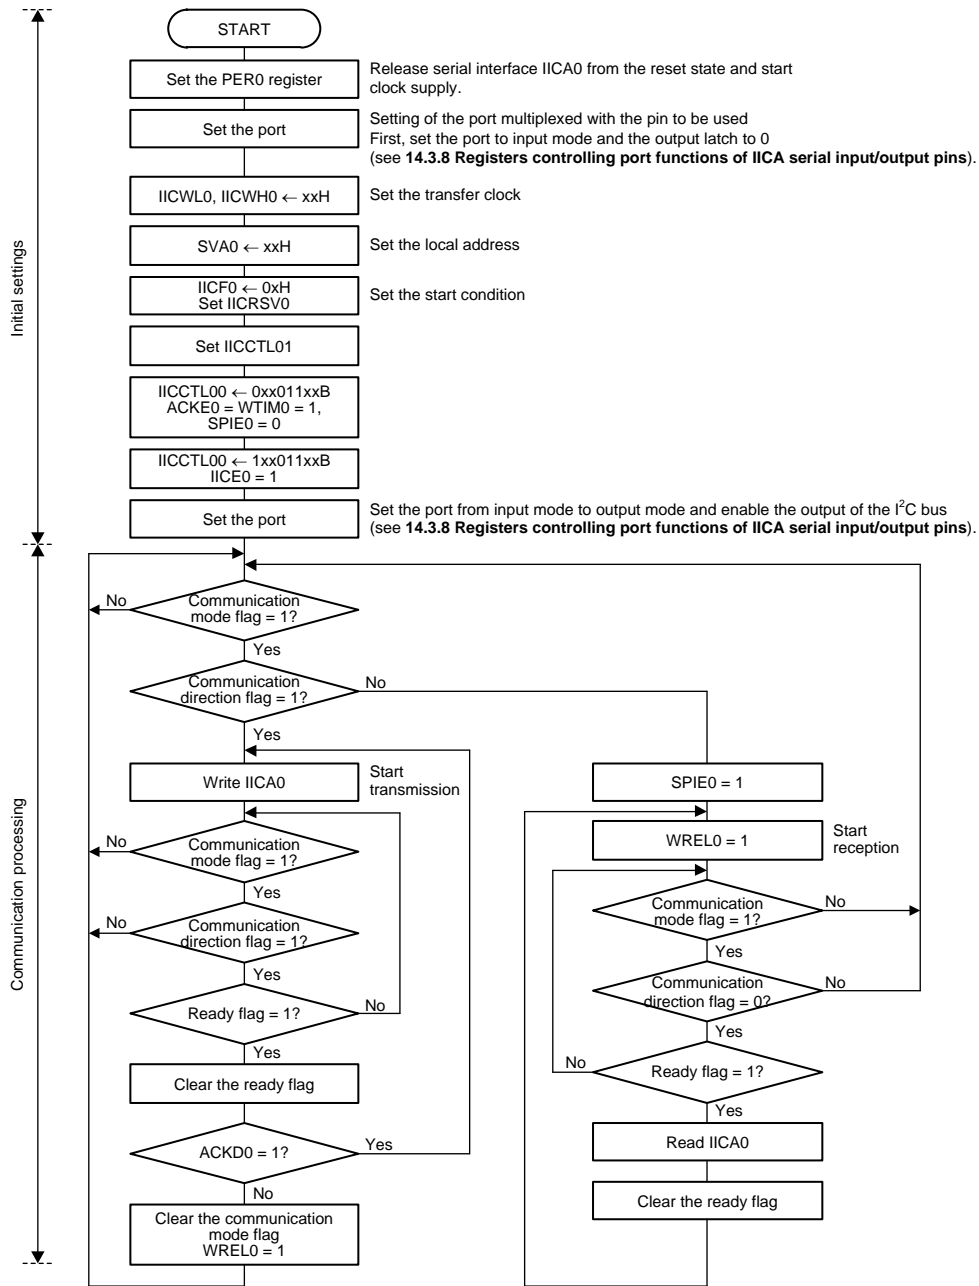 START
Set the PER0 register
Release serial interface IICA0 from the reset state and start
clock supply.
Set the port
Setting of the port multiplexed with the pin to be used
First, set the port to input mode and the output latch to 0
(see 14.3.8 Registers controlling port functions of IICA serial input/output pins).
IICWL0, IICWH0 ← xxH
Set the transfer clock
SVA0 ← xxH
Set the local address
IICF0 ← 0xH
Set IICRSV0
Set the start condition
Initial settings
Set IICCTL01
IICCTL00 ← 0xx011xxB
ACKE0 = WTIM0 = 1,
SPIE0 = 0
IICCTL00 ← 1xx011xxB
IICE0 = 1
Set the port
Set the port from input mode to output mode and enable the output of the I²C bus
(see 14.3.8 Registers controlling port functions of IICA serial input/output pins).
Communication processing
Communication
mode flag = 1?
No
Yes
Communication
direction flag = 1?
No
Yes
Write IICA0
Start
transmission
Communication
mode flag = 1?
No
Yes
Communication
direction flag = 1?
No
Yes
Ready flag = 1?
No
Yes
Clear the ready flag
ACKD0 = 1?
Yes
No
Clear the communication
mode flag
WREL0 = 1
SPIE0 = 1
WREL0 = 1
Start
reception
Communication
mode flag = 1?
No
Yes
Communication
direction flag = 0?
No
Yes
Ready flag = 1?
No
Yes
Read IICA0
Clear the ready flag